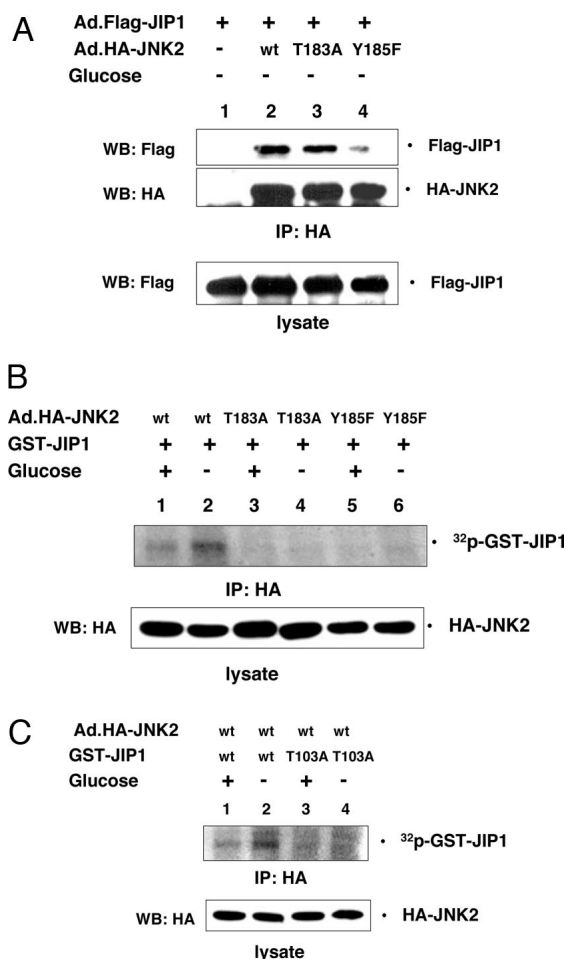 A
Ad.Flag-JIP1 + + + +
Ad.HA-JNK2 - wt T183A Y185F
Glucose - - - -
1 2 3 4
WB: Flag • Flag-JIP1
WB: HA • HA-JNK2
IP: HA
WB: Flag • Flag-JIP1
lysate
B
Ad.HA-JNK2 wt wt T183A T183A Y185F Y185F
GST-JIP1 + + + + + +
Glucose + - + - + -
1 2 3 4 5 6
• 32p-GST-JIP1
IP: HA
WB: HA • HA-JNK2
lysate
C
Ad.HA-JNK2 wt wt wt wt
GST-JIP1 wt wt T103A T103A
Glucose + - + -
1 2 3 4
• 32p-GST-JIP1
IP: HA
WB: HA • HA-JNK2
lysate